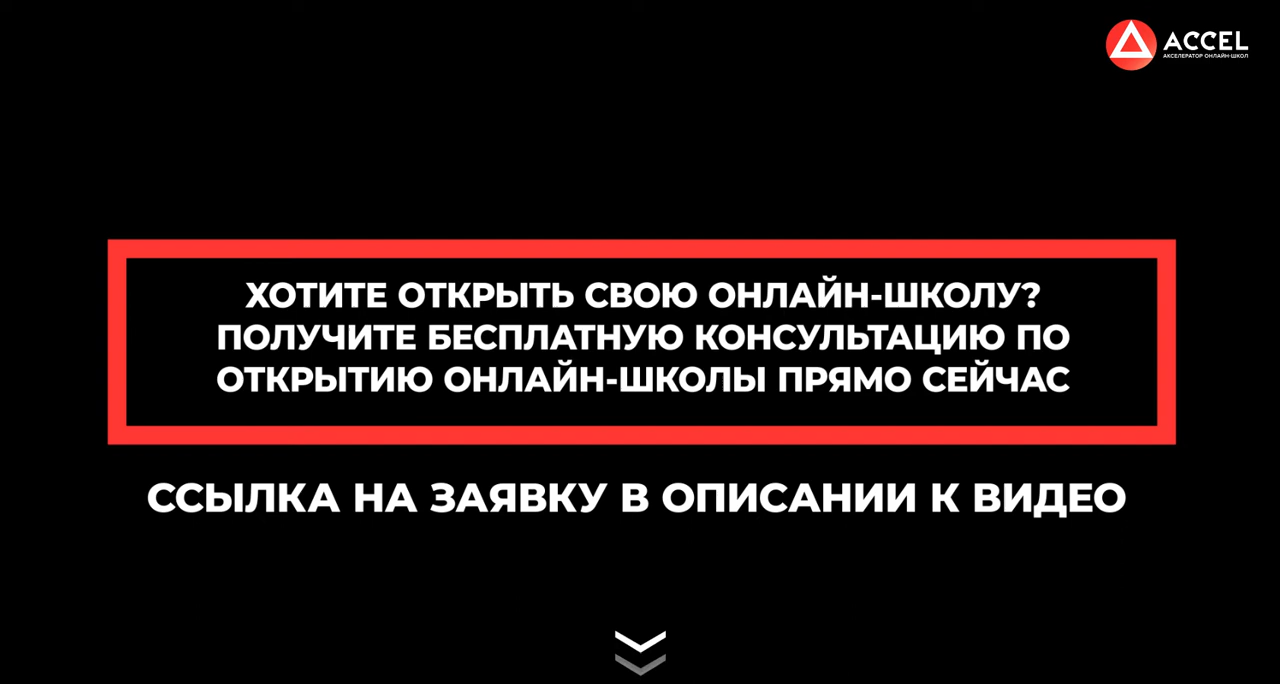 ACCEL
АКСЕЛЕРАТОР ОНЛАЙН-ШКОЛ
ХОТИТЕ ОТКРЫТЬ СВОЮ ОНЛАЙН-ШКОЛУ?
ПОЛУЧИТЕ БЕСПЛАТНУЮ КОНСУЛЬТАЦИЮ ПО
ОТКРЫТИЮ ОНЛАЙН-ШКОЛЫ ПРЯМО СЕЙЧАС
ССЫЛКА НА ЗАЯВКУ В ОПИСАНИИ К ВИДЕО